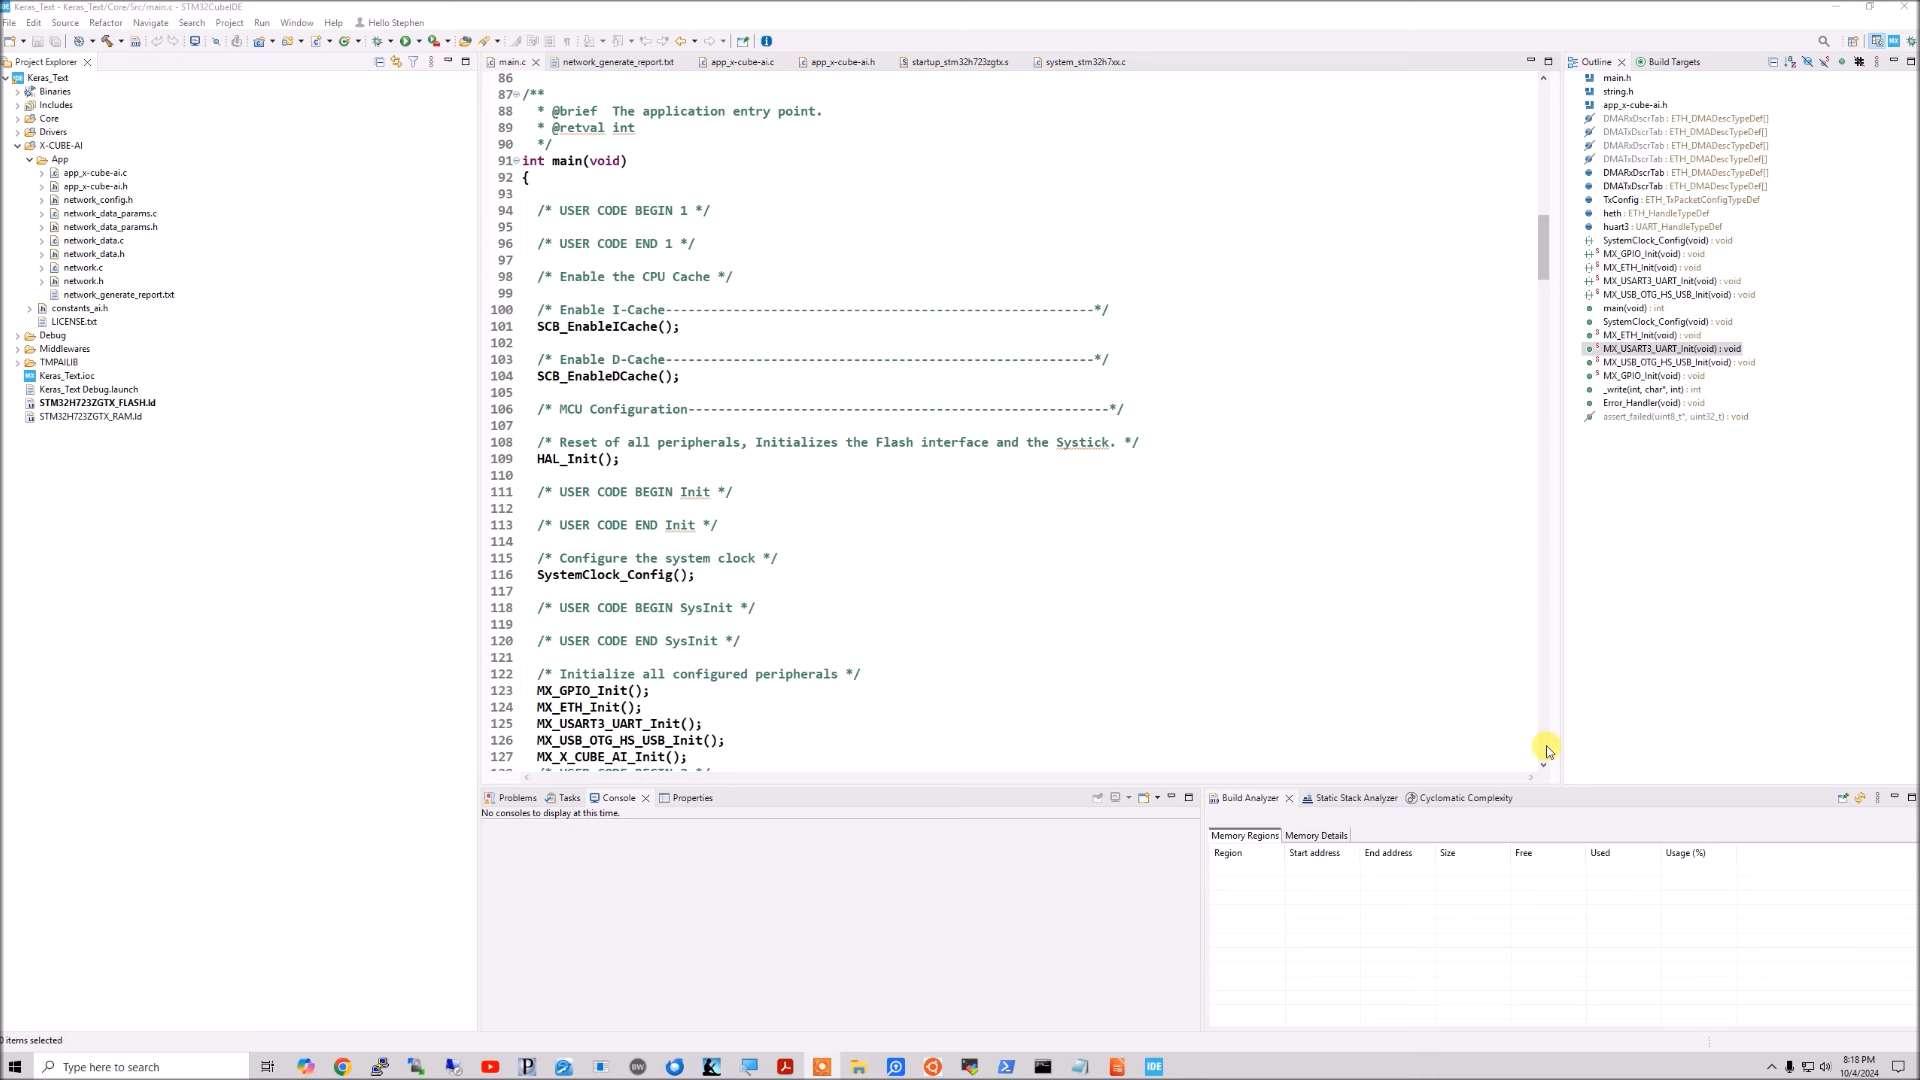 Keras_Text - Keras_Text/Core/Src/main.c - STM32CubeIDE
File Edit Source Refactor Navigate Search Project Run Window Help Hello Stephen
Project Explorer
Keras_Text
Binaries
Includes
Core
Drivers
X-CUBE-AI
App
app_x-cube-ai.c
app_x-cube-ai.h
network_config.h
network_data_params.c
network_data_params.h
network_data.c
network_data.h
network.c
network.h
network_generate_report.txt
constants_ai.h
LICENSE.txt
Debug
Middlewares
TMPAILIB
Keras_Text.ioc
Keras_Text Debug.launch
STM32H723ZGTX_FLASH.ld
STM32H723ZGTX_RAM.ld
main.c network_generate_report.txt app_x-cube-ai.c app_x-cube-ai.h startup_stm32h723zgtx.s system_stm32h7xx.c
86
87 /**
88 * @brief The application entry point.
89 * @retval int
90 */
91 int main(void)
92 {
93
94 /* USER CODE BEGIN 1 */
95
96 /* USER CODE END 1 */
97
98 /* Enable the CPU Cache */
99
100 /* Enable I-Cache---------------------------------------------------------*/
101 SCB_EnableICache();
102
103 /* Enable D-Cache---------------------------------------------------------*/
104 SCB_EnableDCache();
105
106 /* MCU Configuration--------------------------------------------------------*/
107
108 /* Reset of all peripherals, Initializes the Flash interface and the Systick. */
109 HAL_Init();
110
111 /* USER CODE BEGIN Init */
112
113 /* USER CODE END Init */
114
115 /* Configure the system clock */
116 SystemClock_Config();
117
118 /* USER CODE BEGIN SysInit */
119
120 /* USER CODE END SysInit */
121
122 /* Initialize all configured peripherals */
123 MX_GPIO_Init();
124 MX_ETH_Init();
125 MX_USART3_UART_Init();
126 MX_USB_OTG_HS_USB_Init();
127 MX_X_CUBE_AI_Init();
128 /* USER CODE BEGIN 2 */
Outline Build Targets
main.h
string.h
app_x-cube-ai.h
DMARxDscrTab : ETH_DMADescTypeDef[]
DMATxDscrTab : ETH_DMADescTypeDef[]
DMARxDscrTab : ETH_DMADescTypeDef[]
DMATxDscrTab : ETH_DMADescTypeDef[]
DMARxDscrTab : ETH_DMADescTypeDef[]
DMATxDscrTab : ETH_DMADescTypeDef[]
TxConfig : ETH_TxPacketConfigTypeDef
heth : ETH_HandleTypeDef
huart3 : UART_HandleTypeDef
SystemClock_Config(void) : void
MX_GPIO_Init(void) : void
MX_ETH_Init(void) : void
MX_USART3_UART_Init(void) : void
MX_USB_OTG_HS_USB_Init(void) : void
main(void) : int
SystemClock_Config(void) : void
MX_ETH_Init(void) : void
MX_USART3_UART_Init(void) : void
MX_USB_OTG_HS_USB_Init(void) : void
MX_GPIO_Init(void) : void
_write(int, char*, int) : int
Error_Handler(void) : void
assert_failed(uint8_t*, uint32_t) : void
Problems Tasks Console Properties
No consoles to display at this time.
Build Analyzer Static Stack Analyzer Cyclomatic Complexity
Memory Regions Memory Details
Region Start address End address Size Free Used Usage (%)
0 items selected
Type here to search
BW
IDE
8:18 PM
10/4/2024